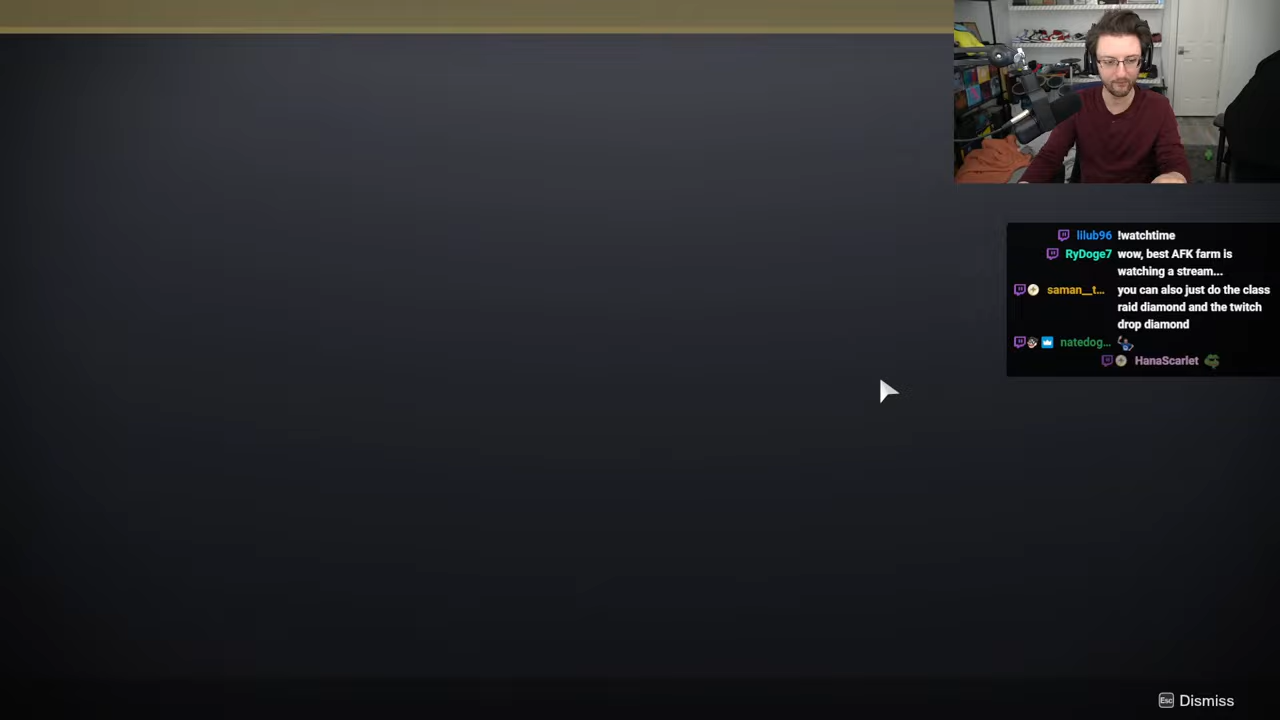 lilub96 !watchtime
RyDoge7 wow, best AFK farm is
watching a stream...
saman__t... you can also just do the class
raid diamond and the twitch
drop diamond
natedog...
HanaScarlet
Esc Dismiss